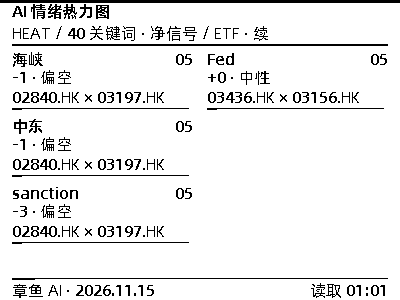 AI 情绪热力图
HEAT / 40 关键词 · 净信号 / ETF · 续
海峡 05
-1 · 偏空
02840.HK × 03197.HK
Fed 05
+0 · 中性
03436.HK × 03156.HK
中东 05
-1 · 偏空
02840.HK × 03197.HK
sanction 05
-3 · 偏空
02840.HK × 03197.HK
章鱼 AI · 2026.11.15 读取 01:01